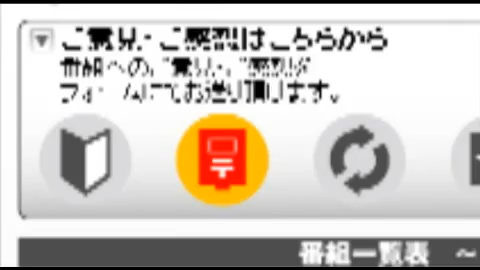 ご意見・ご感想はこちらから
番組へのご意見・ご感想が
フォームにてお送り頂けます。
番組一覧表 ～